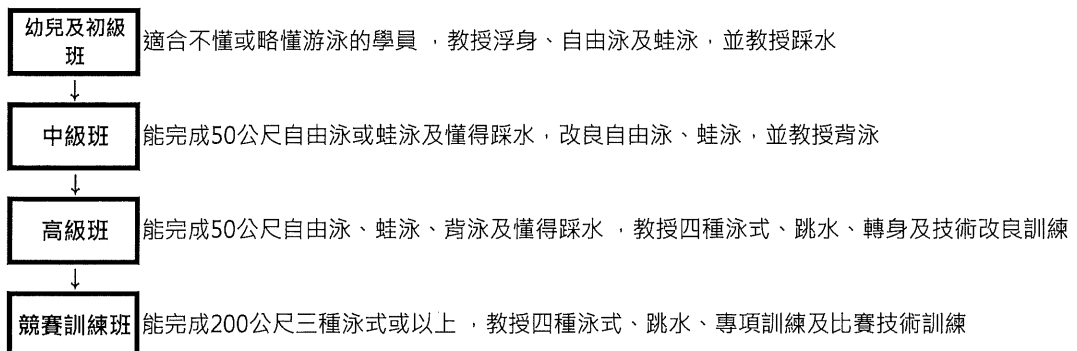 幼兒及初級
班
適合不懂或略懂游泳的學員 ，教授浮身、自由泳及蛙泳，並教授踩水
↓
中級班
能完成50公尺自由泳或蛙泳及懂得踩水，改良自由泳、蛙泳，並教授背泳
↓
高級班
能完成50公尺自由泳、蛙泳、背泳及懂得踩水 ，教授四種泳式、跳水、轉身及技術改良訓練
↓
競賽訓練班
能完成200公尺三種泳式或以上 ，教授四種泳式、跳水、專項訓練及比賽技術訓練